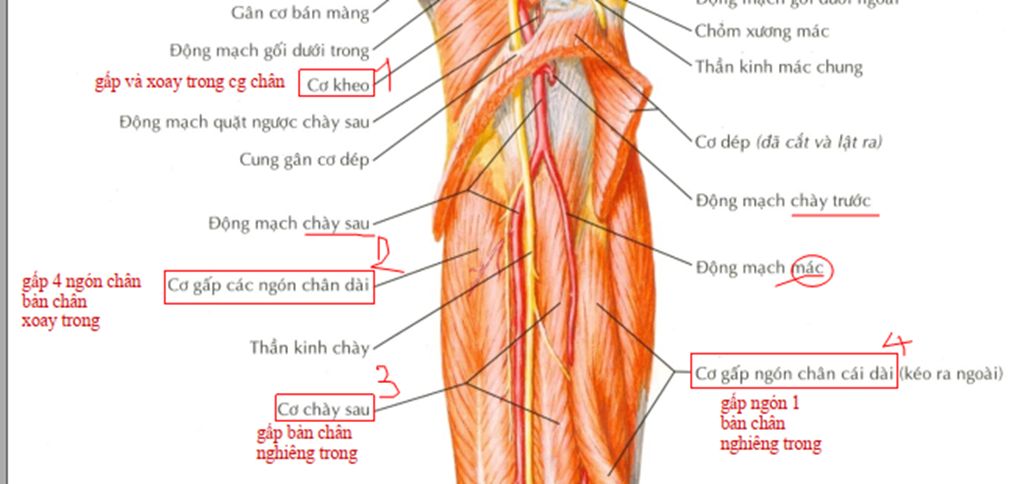 Gân cơ bán màng
Động mạch gối dưới trong
gấp và xoay trong cg chân
Cơ kheo
1
Động mạch quặt ngược chày sau
Cung gân cơ dép
Động mạch chày sau
2
gấp 4 ngón chân
bàn chân
xoay trong
Cơ gấp các ngón chân dài
Thần kinh chày
3
Cơ chày sau
gấp bàn chân
nghiêng trong
Động mạch gối dưới ngoài
Chỏm xương mác
Thần kinh mác chung
Cơ dép (đã cắt và lật ra)
Động mạch chày trước
Động mạch mác
4
Cơ gấp ngón chân cái dài (kéo ra ngoài)
gấp ngón 1
bàn chân
nghiêng trong